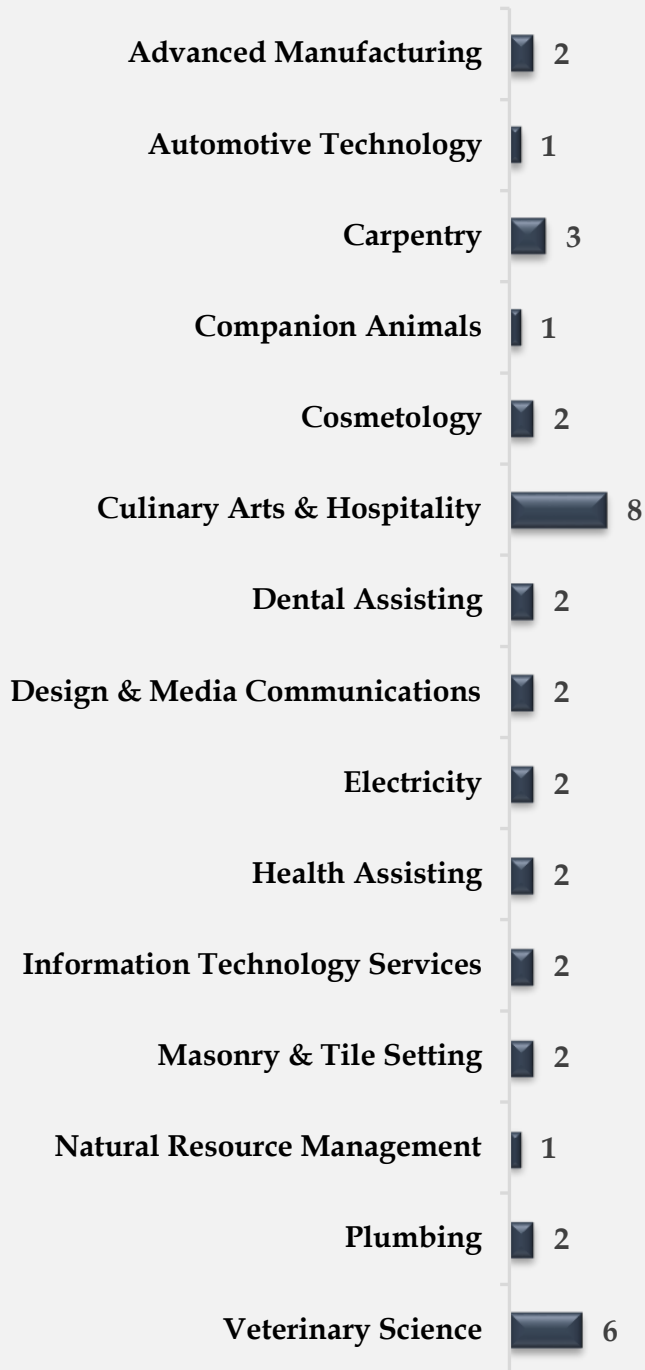 Advanced Manufacturing 2
Automotive Technology 1
Carpentry 3
Companion Animals 1
Cosmetology 2
Culinary Arts & Hospitality 8
Dental Assisting 2
Design & Media Communications 2
Electricity 2
Health Assisting 2
Information Technology Services 2
Masonry & Tile Setting 2
Natural Resource Management 1
Plumbing 2
Veterinary Science 6